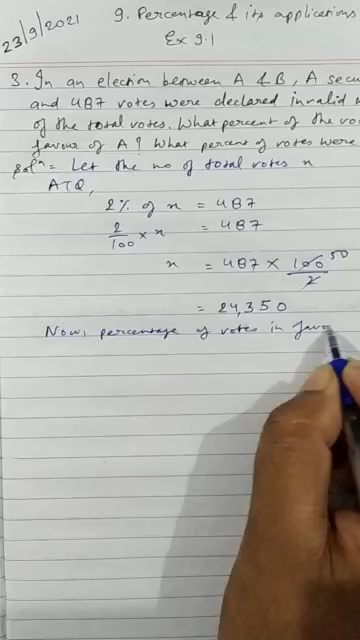 23/9/2021
9. Percentage & its applications
Ex 9.1
3. In an election between A & B, A secu
and 487 votes were declared invalid w
of the total votes. What percent of the vo
favour of A? What percent of votes were
Solⁿ = Let the no of total votes x
ATQ,
2% of x = 487
2/100 × x = 487
x = 487 × 100/2 50
= 24,350
Now, percentage of votes in favo